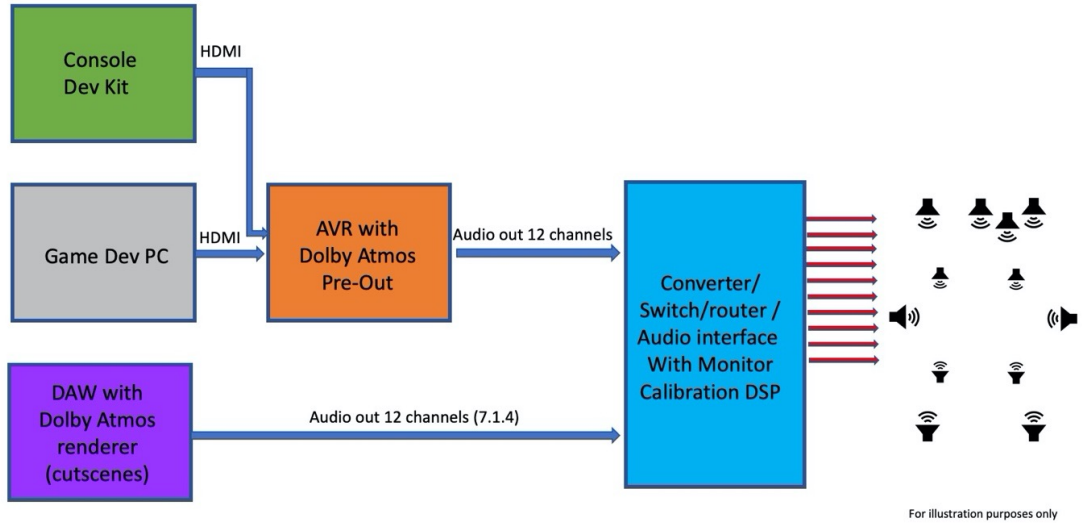 Console
Dev Kit
HDMI
Game Dev PC
HDMI
AVR with
Dolby Atmos
Pre-Out
Audio out 12 channels
DAW with
Dolby Atmos
renderer
(cutscenes)
Audio out 12 channels (7.1.4)
Converter/
Switch/router /
Audio interface
With Monitor
Calibration DSP
For illustration purposes only